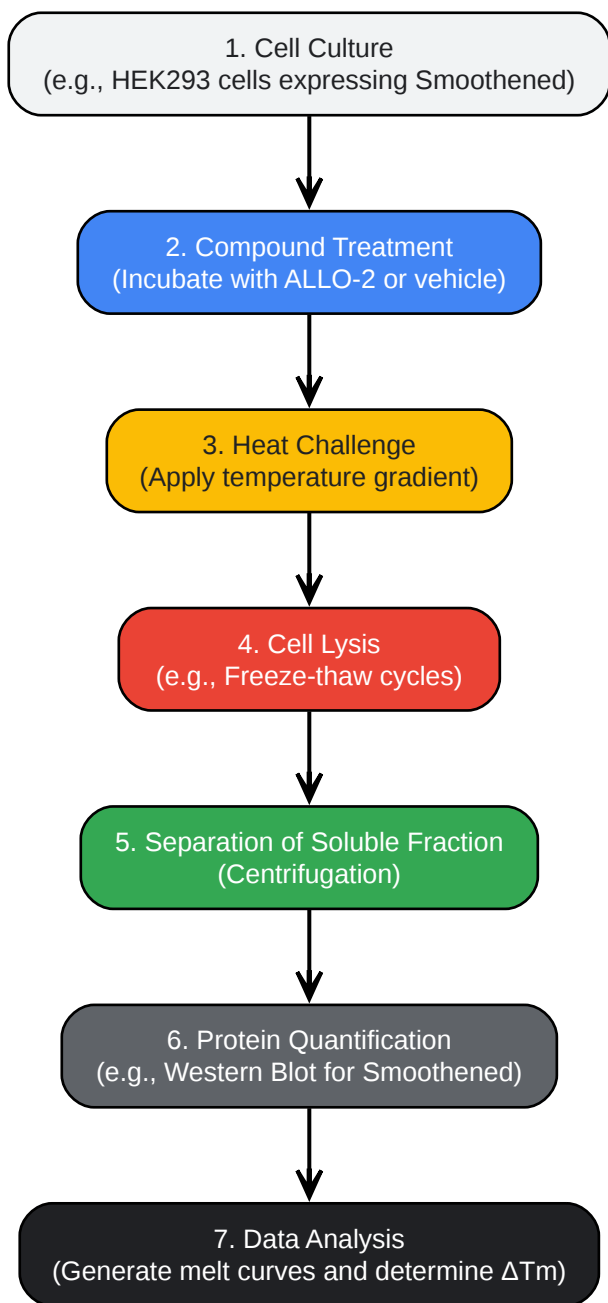 1. Cell Culture
(e.g., HEK293 cells expressing Smoothened)
2. Compound Treatment
(Incubate with ALLO-2 or vehicle)
3. Heat Challenge
(Apply temperature gradient)
4. Cell Lysis
(e.g., Freeze-thaw cycles)
5. Separation of Soluble Fraction
(Centrifugation)
6. Protein Quantification
(e.g., Western Blot for Smoothened)
7. Data Analysis
(Generate melt curves and determine ΔTm)